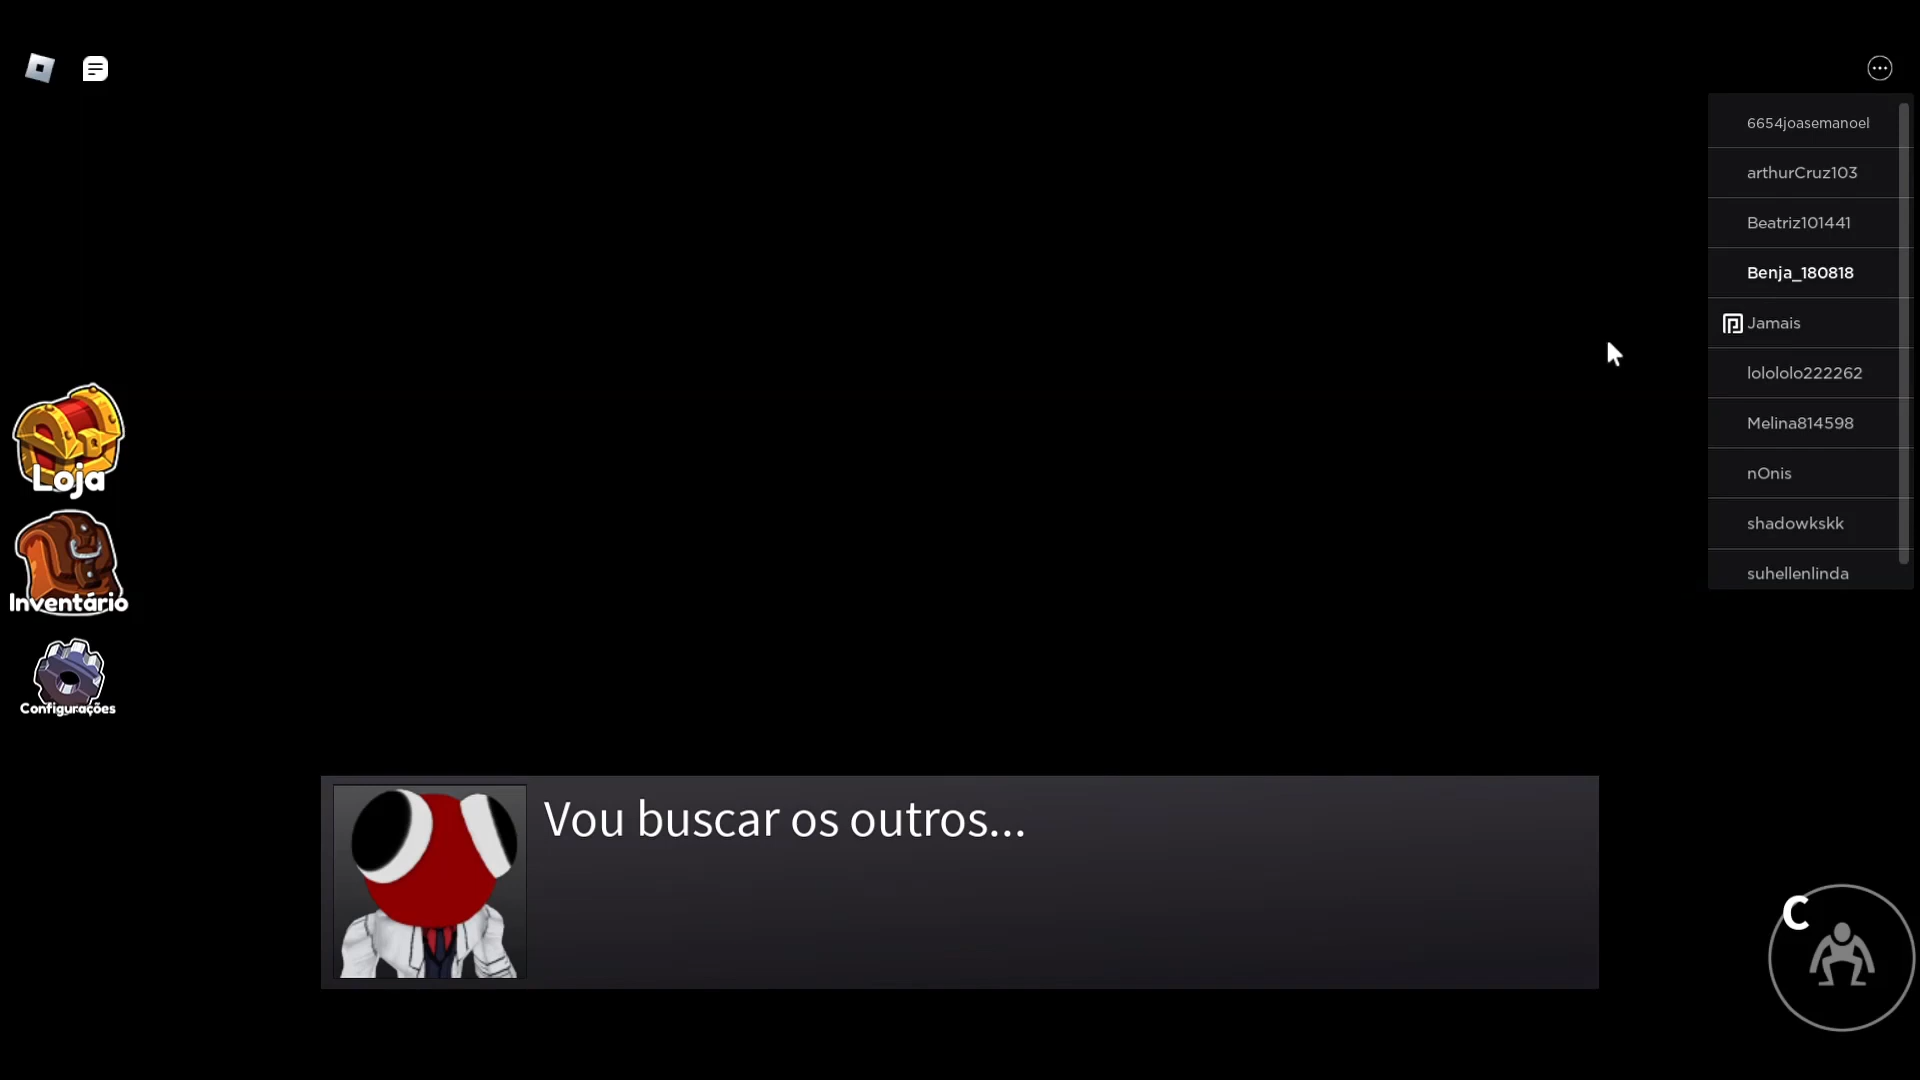 6654joasemanoel
arthurCruz103
Beatriz101441
Benja_180818
Jamais
lolololo222262
Melina814598
nOnis
shadowkskk
suhellenlinda
Loja
Inventário
Configurações
Vou buscar os outros...
C